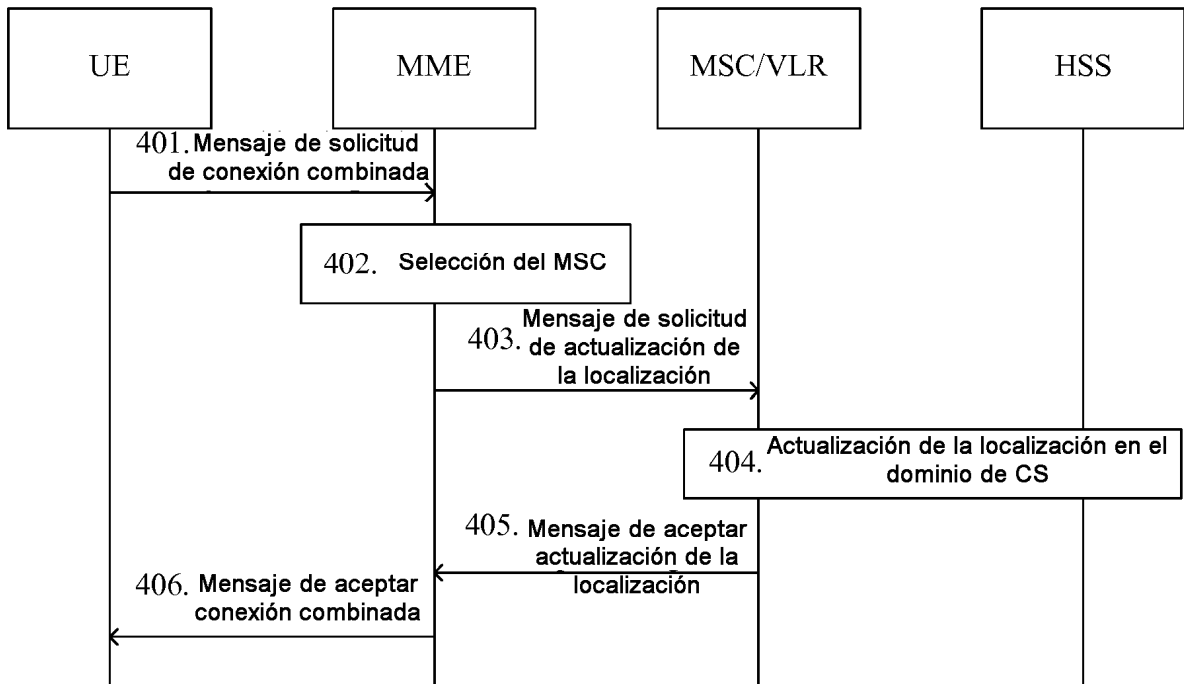 UE
MME
MSC/VLR
HSS
401. Mensaje de solicitud
de conexión combinada
402. Selección del MSC
Mensaje de solicitud
403. de actualización de
la localización
404. Actualización de la localización en el
dominio de CS
405. Mensaje de aceptar
actualización de la
localización
406. Mensaje de aceptar
conexión combinada